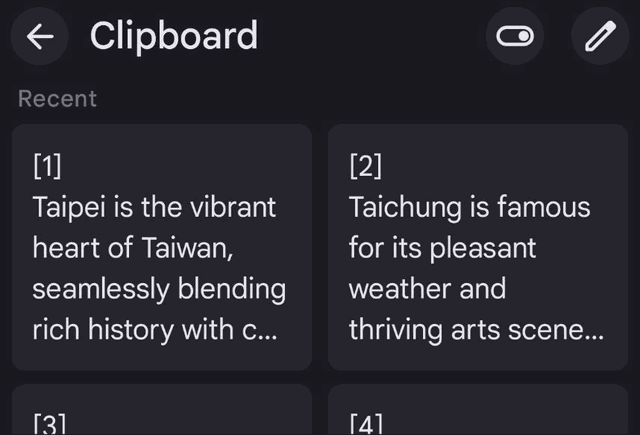 Clipboard
Recent
[1]
Taipei is the vibrant
heart of Taiwan,
seamlessly blending
rich history with c...
[2]
Taichung is famous
for its pleasant
weather and
thriving arts scene...
[3]
[4]